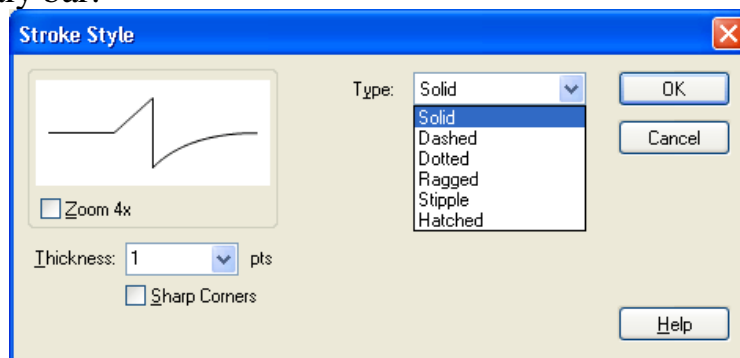 bar.
Stroke Style
Type: Solid
OK
Solid
Dashed
Cancel
Dotted
Ragged
Stipple
Zoom 4x
Hatched
Thickness: 1 pts
Sharp Corners
Help